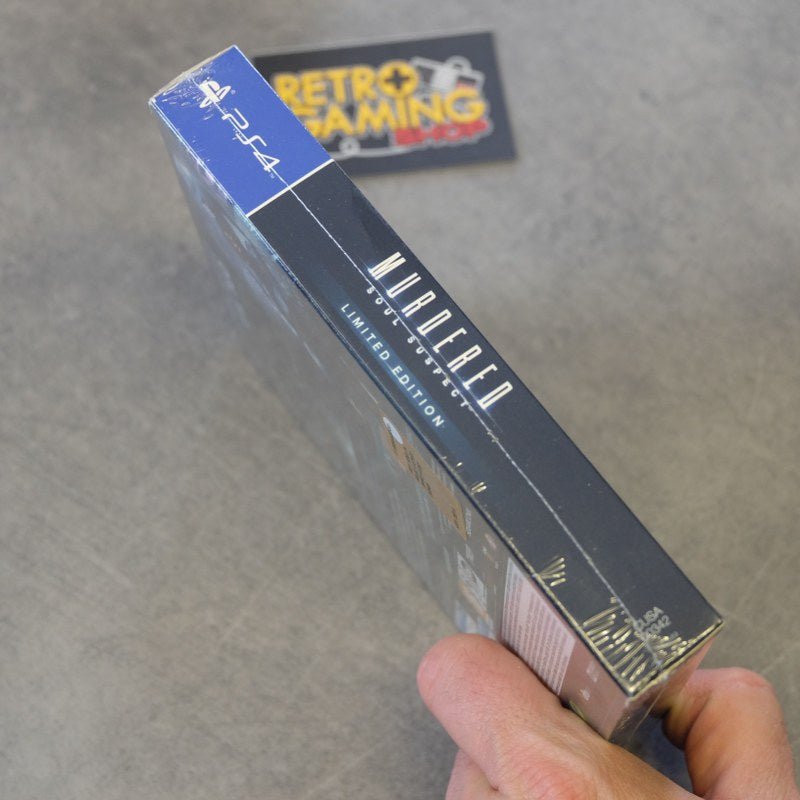 RETRO
GAMING
SHOP
PS4
MURDERED
SOUL SUSPECT
LIMITED EDITION
CUSA